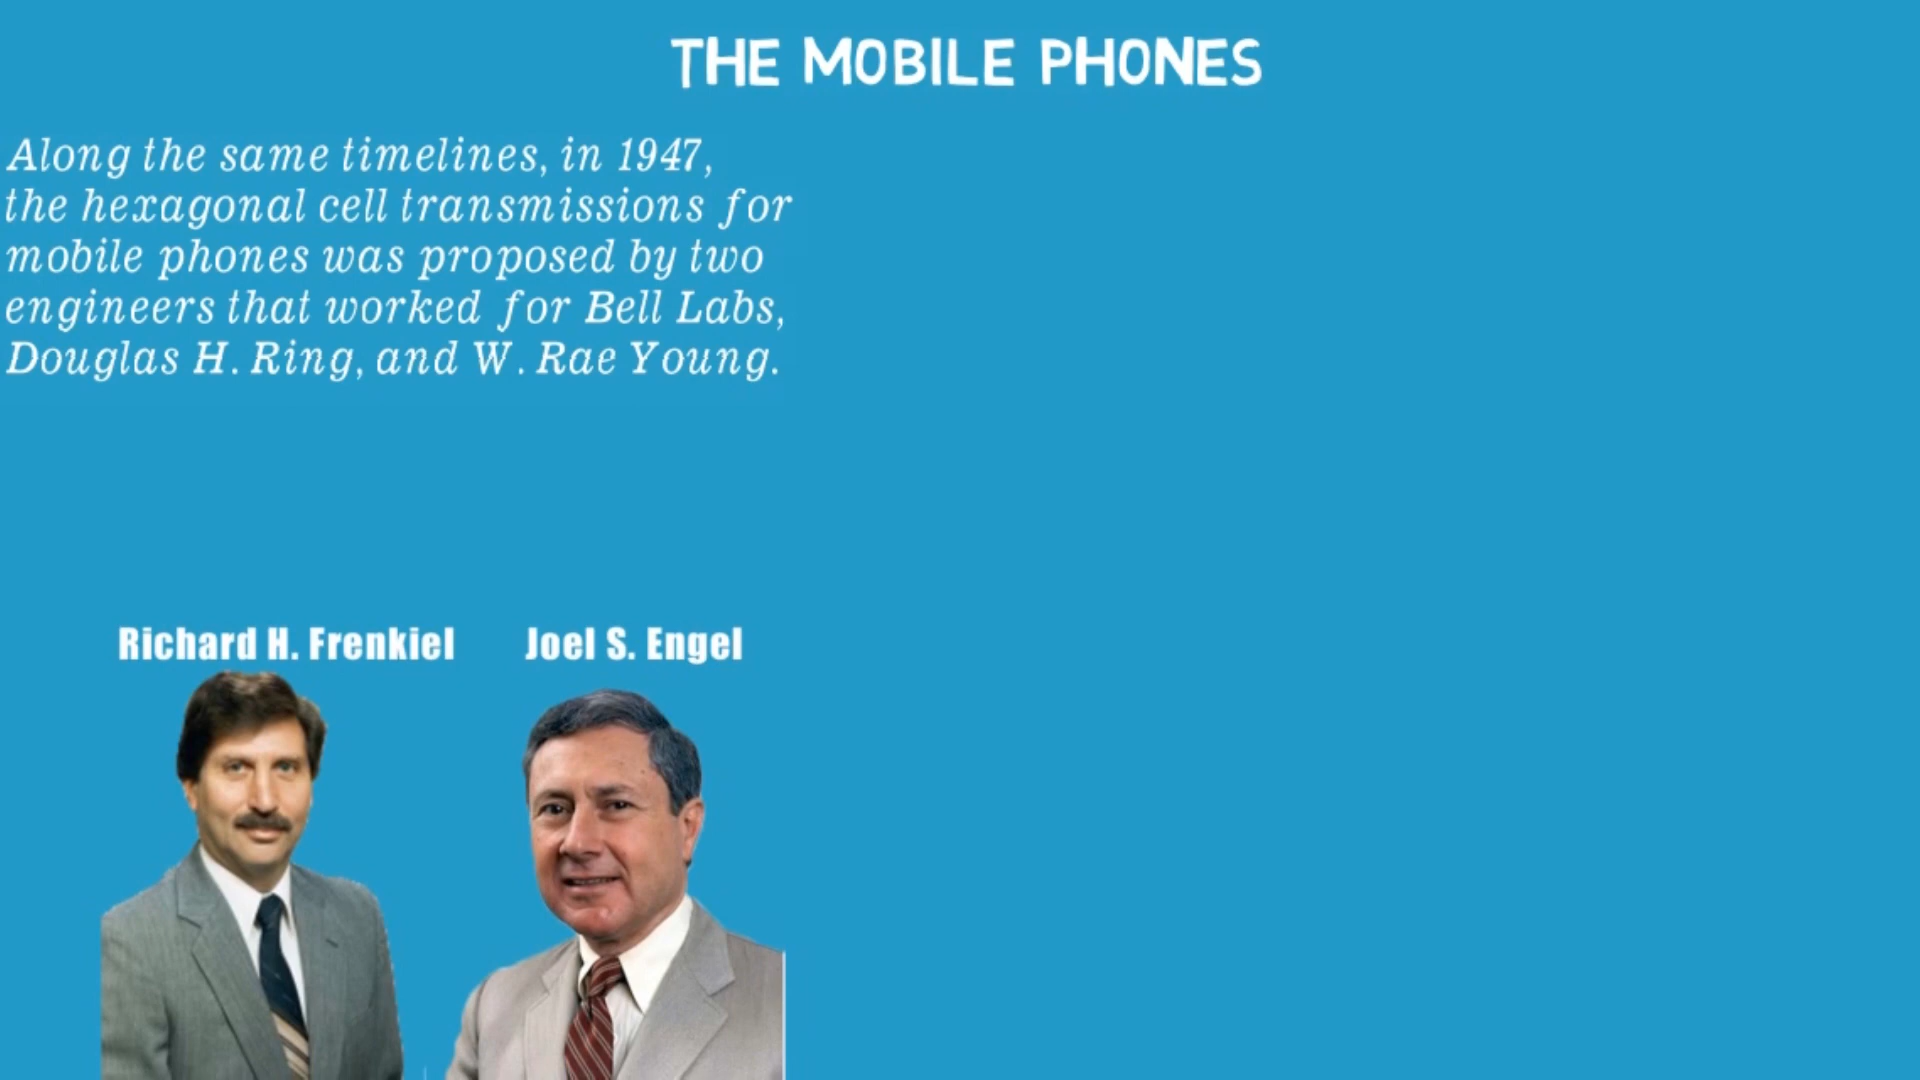 THE MOBILE PHONES
Along the same timelines, in 1947,
the hexagonal cell transmissions for
mobile phones was proposed by two
engineers that worked for Bell Labs,
Douglas H. Ring, and W. Rae Young.
Richard H. Frenkiel
Joel S. Engel